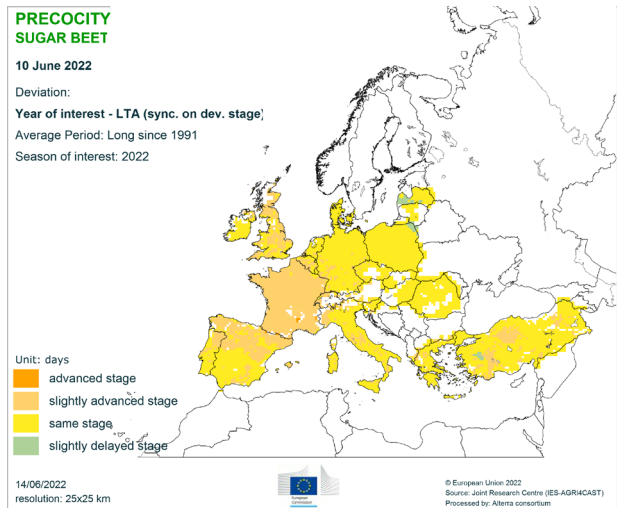 PRECOCITY
SUGAR BEET
10 June 2022
Deviation:
Year of interest - LTA (sync. on dev. stage)
Average Period: Long since 1991
Season of interest: 2022
Unit: days
advanced stage
slightly advanced stage
same stage
slightly delayed stage
14/06/2022
resolution: 25x25 km
European
Commission
© European Union 2022
Source: Joint Research Centre (IES-AGRI4CAST)
Processed by: Alterra consortium